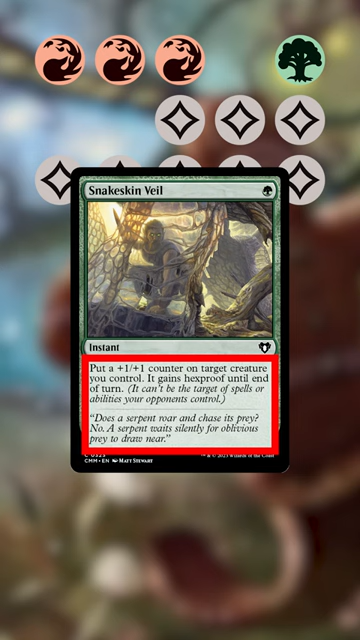 Snakeskin Veil
Instant
Put a +1/+1 counter on target creature
you control. It gains hexproof until end
of turn. (It can't be the target of spells or
abilities your opponents control.)
"Does a serpent roar and chase its prey?
No. A serpent waits silently for oblivious
prey to draw near."
CMM • EN MATT STEWART